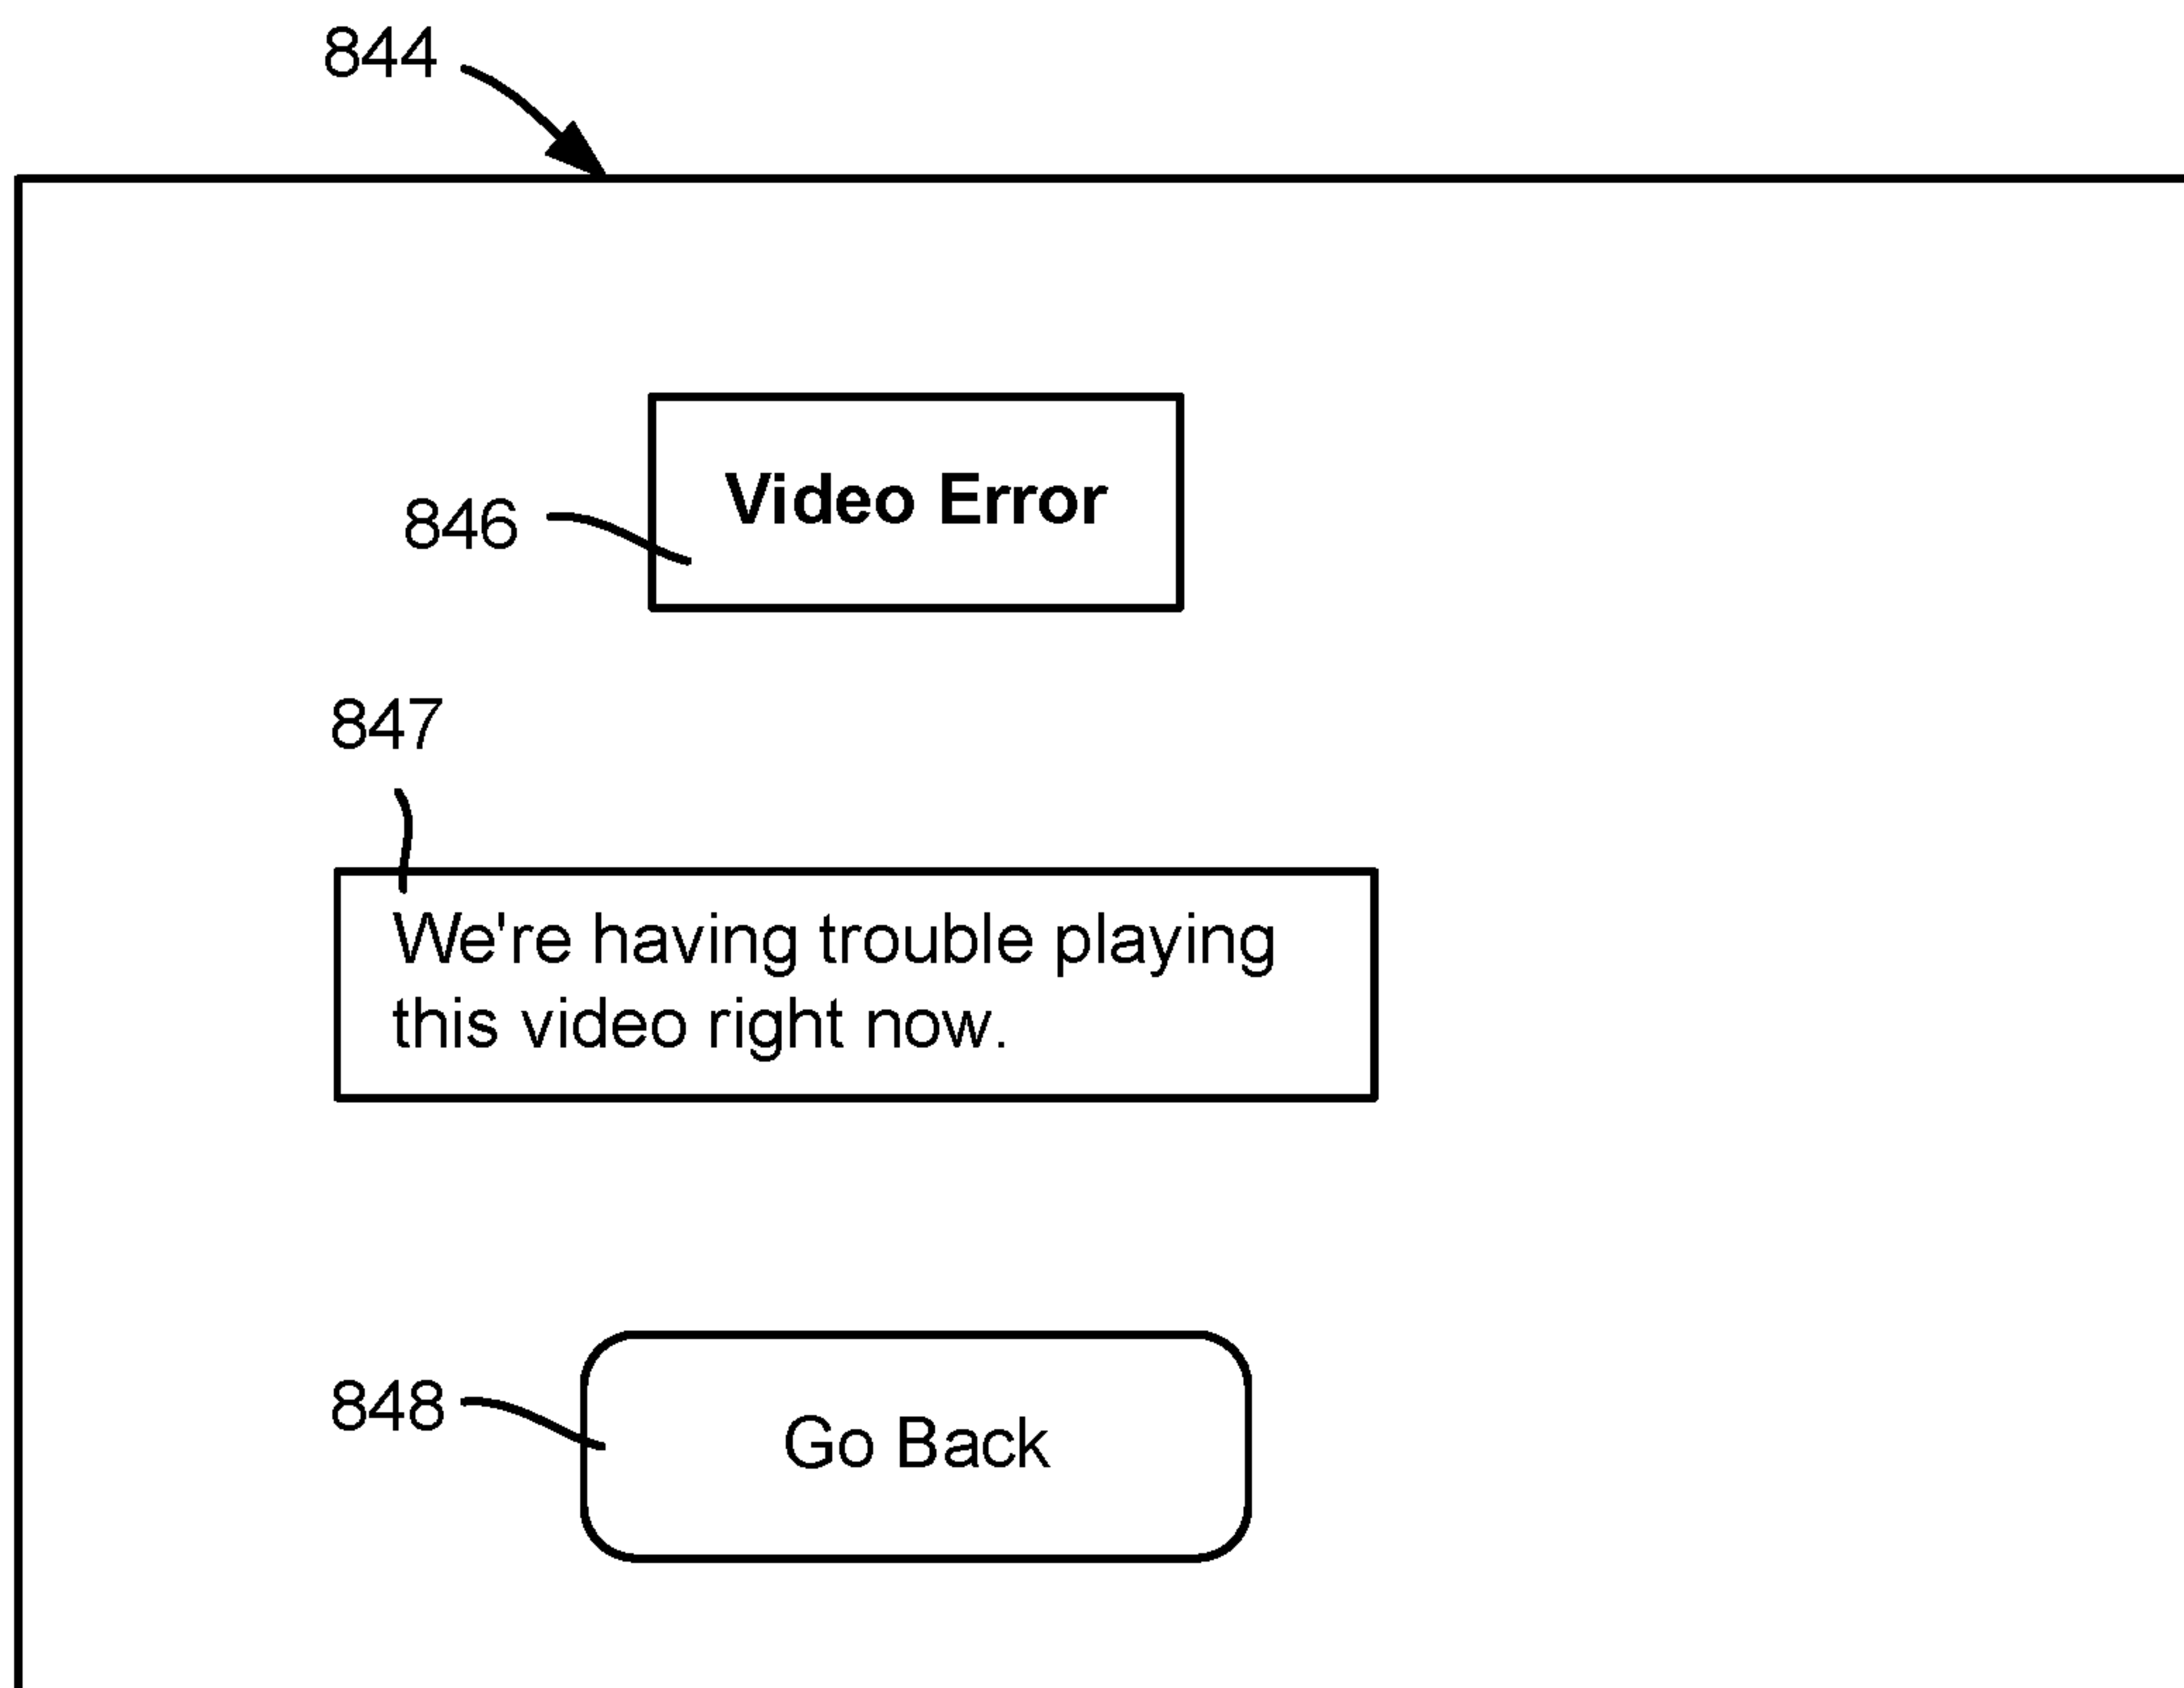 844
Video Error
846
847
We're having trouble playing
this video right now.
848
Go Back